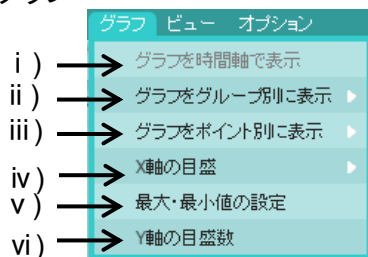 グラフ ビュー オプション
i ) グラフを時間軸で表示
ii ) グラフをグループ別に表示
iii ) グラフをポイント別に表示
iv ) X軸の目盛
v ) 最大・最小値の設定
vi ) Y軸の目盛数